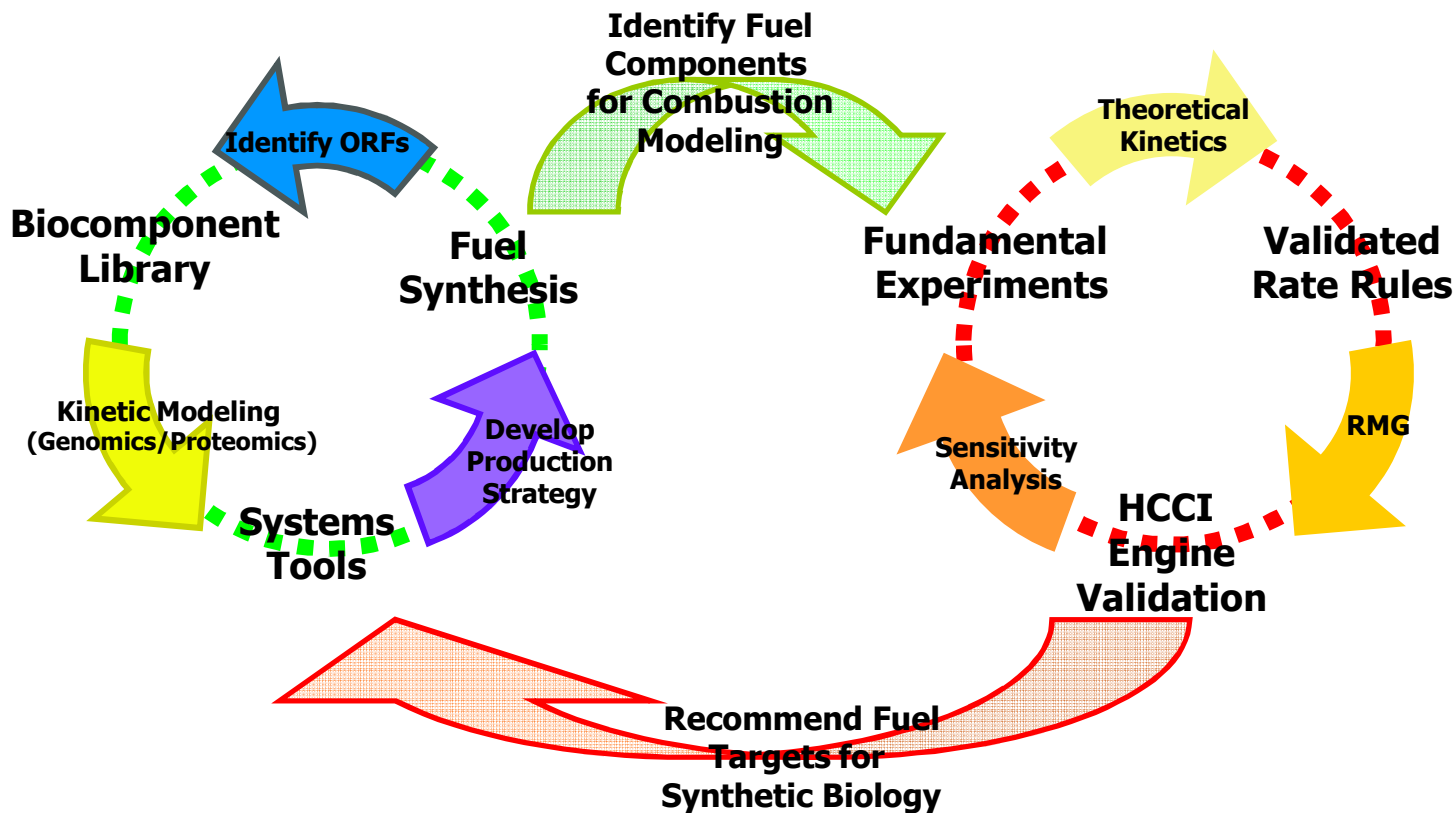 Identify Fuel
Components
for Combustion
Modeling
Identify ORFs
Theoretical
Kinetics
Biocomponent
Library
Fuel
Synthesis
Fundamental
Experiments
Validated
Rate Rules
Kinetic Modeling
(Genomics/Proteomics)
Develop
Production
Strategy
Sensitivity
Analysis
RMG
Systems
Tools
HCCI
Engine
Validation
Recommend Fuel
Targets for
Synthetic Biology